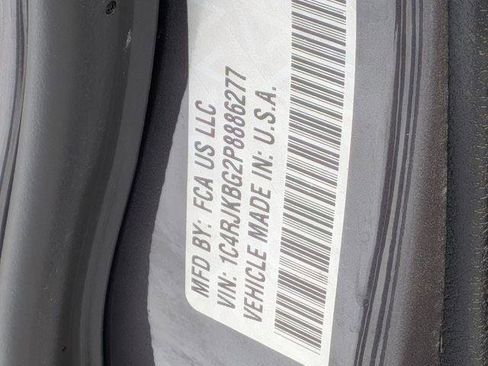 MFD BY: FCA US LLC
VIN: 1C4RJKBG2P8886277
VEHICLE MADE IN: U.S.A.